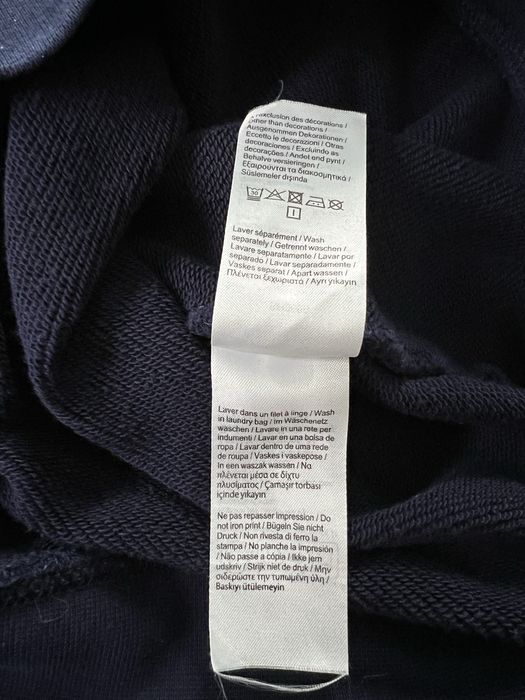 exclusion des décorations /
other than decorations /
Ausgenommen Dekorationen /
Eccetto le decorazioni / Otras
decoraciones / Excluindo as
decorações / Andet end pynt /
Behalve versieringen /
Εξαιρούνται τα διακοσμητικά /
Süslemeler dışında
30
Laver séparément / Wash
separately / Getrennt waschen /
Lavare separatamente / Lavar por
separado / Lavar separadamente /
Vaskes separat / Apart wassen /
Πλένεται ξεχωριστά / Ayrı yıkayin
Laver dans un filet à linge / Wash
in laundry bag / Im Wäschenetz
waschen / Lavare in una rete per
indumenti / Lavar en una bolsa de
ropa / Lavar dentro de uma rede
de roupa / Vaskes i vaskepose /
In een waszak wassen / Να
πλένεται μέσα σε δίχτυ
πλυσίματος / Çamaşır torbası
içinde yikayin
Ne pas repasser impression / Do
not iron print / Bügeln Sie nicht
Druck / Non rivesta di ferro la
stampa / No planche la impresión
/ Não passe a cópia / Ikke jern
udskriv / Strijk niet de druk / Μην
σιδερώστε την τυπωμένη ύλη /
Baskıyı ütülemeyin